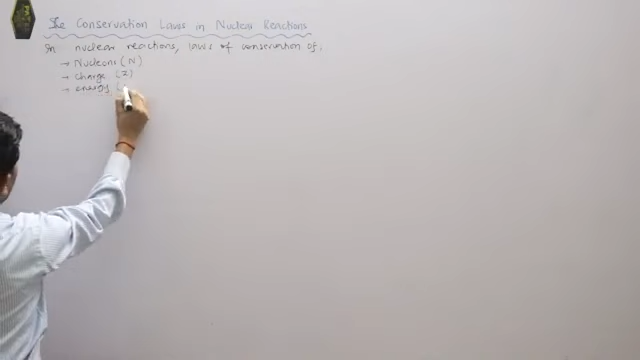 The Conservation Laws in Nuclear Reactions
In nuclear reactions, laws of conservation of,
→ Nucleons (N)
→ charge (Z)
→ energy (